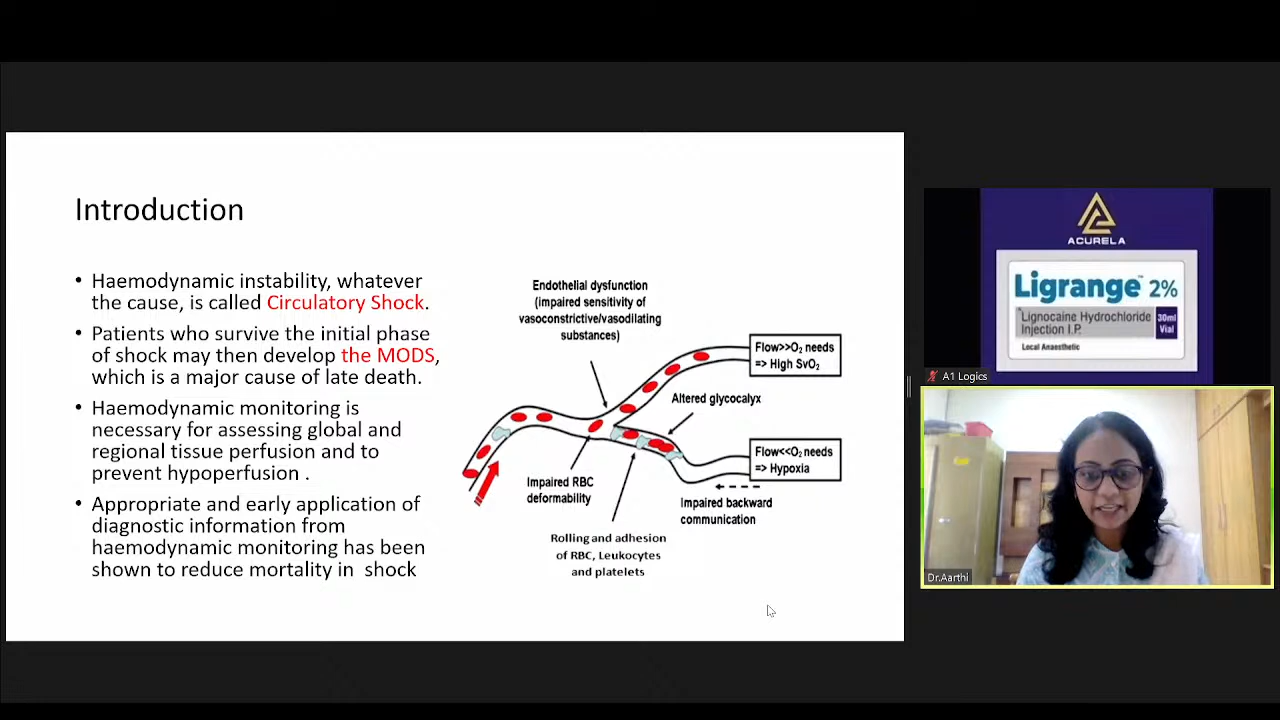 Introduction
• Haemodynamic instability, whatever
the cause, is called Circulatory Shock.
• Patients who survive the initial phase
of shock may then develop the MODS,
which is a major cause of late death.
• Haemodynamic monitoring is
necessary for assessing global and
regional tissue perfusion and to
prevent hypoperfusion .
• Appropriate and early application of
diagnostic information from
haemodynamic monitoring has been
shown to reduce mortality in shock
Endothelial dysfunction
(impaired sensitivity of
vasoconstrictive/vasodilating
substances)
Flow>>O₂ needs
=> High SvO₂
Altered glycocalyx
Flow<<O₂ needs
=> Hypoxia
Impaired RBC
deformability
Impaired backward
communication
Rolling and adhesion
of RBC, Leukocytes
and platelets
ACURELA
Ligrange™ 2%
*Lignocaine Hydrochloride
Injection I.P.
30ml
Vial
Local Anaesthetic
A1 Logics
Dr.Aarthi